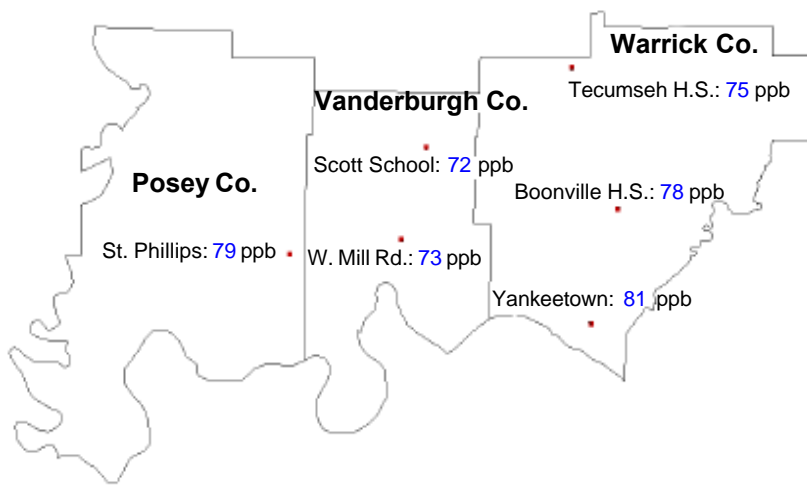 Warrick Co.
Tecumseh H.S.: 75 ppb
Vanderburgh Co.
Scott School: 72 ppb
Posey Co.
Boonville H.S.: 78 ppb
St. Phillips: 79 ppb
W. Mill Rd.: 73 ppb
Yankeetown: 81 ppb